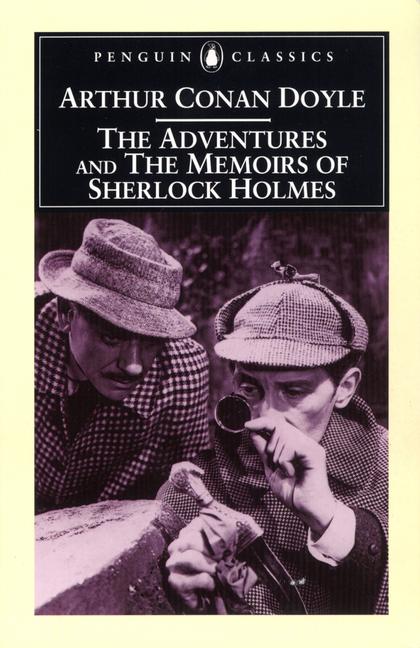 PENGUIN CLASSICS
ARTHUR CONAN DOYLE
THE ADVENTURES
AND THE MEMOIRS OF
SHERLOCK HOLMES